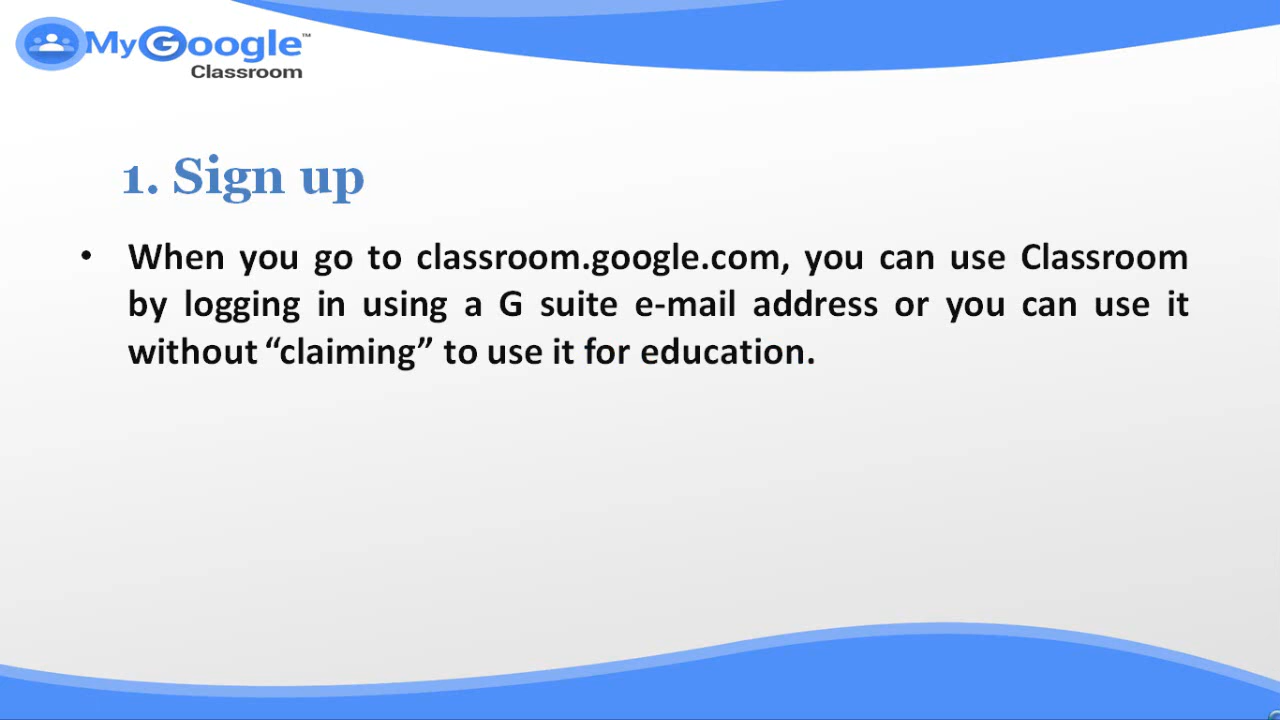 MyGoogle™
Classroom
1. Sign up
• When you go to classroom.google.com, you can use Classroom
by logging in using a G suite e-mail address or you can use it
without “claiming” to use it for education.